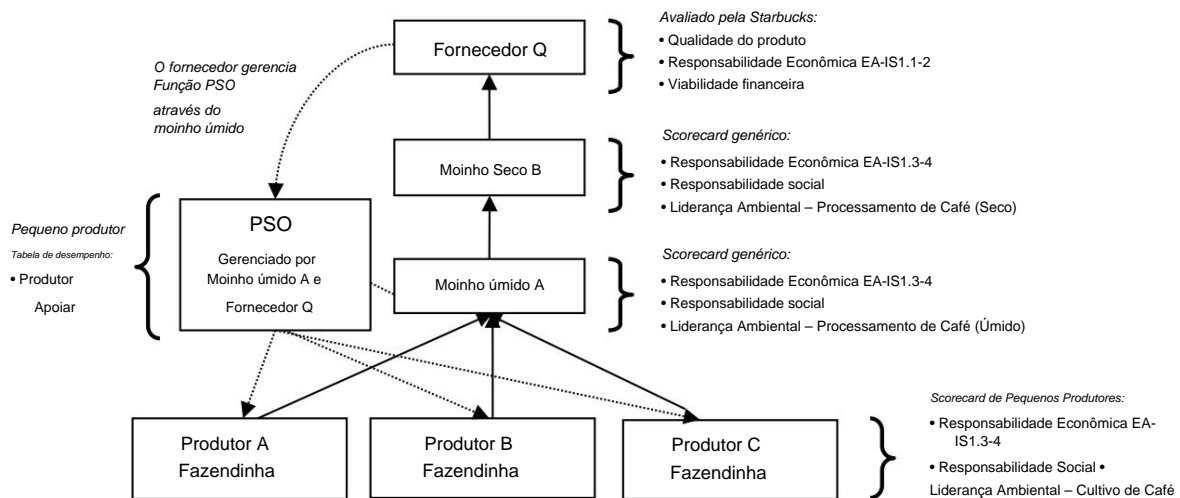 Fornecedor Q
Avaliado pela Starbucks:
• Qualidade do produto
• Responsabilidade Econômica EA-IS1.1-2
• Viabilidade financeira
O fornecedor gerencia
Função PSO
através do
moinho úmido
Moinho Seco B
Scorecard genérico:
• Responsabilidade Econômica EA-IS1.3-4
• Responsabilidade social
• Liderança Ambiental – Processamento de Café (Seco)
Pequeno produtor
Tabela de desempenho:
• Produtor
Apoiar
PSO
Gerenciado por
Moinho úmido A e
Fornecedor Q
Moinho úmido A
Scorecard genérico:
• Responsabilidade Econômica EA-IS1.3-4
• Responsabilidade social
• Liderança Ambiental – Processamento de Café (Úmido)
Produtor A
Fazendinha
Produtor B
Fazendinha
Produtor C
Fazendinha
Scorecard de Pequenos Produtores:
• Responsabilidade Econômica EA-
IS1.3-4
• Responsabilidade Social •
Liderança Ambiental – Cultivo de Café